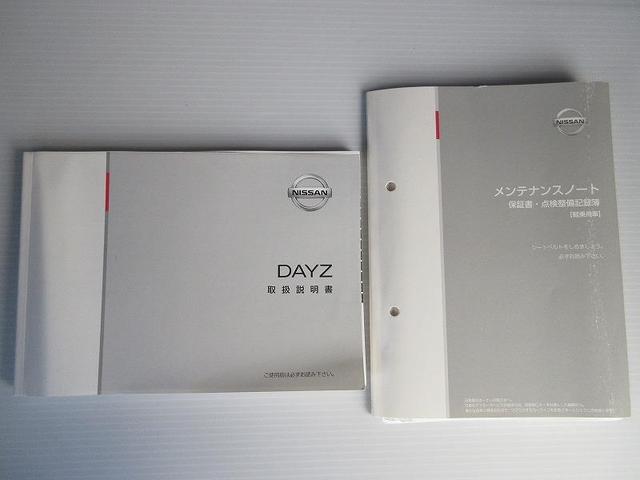 NISSAN
DAYZ
取扱説明書
ご使用前は必ずお読み下さい。
NISSAN
メンテナンスノート
保証書・点検整備記録簿
[軽乗用車]
シートベルトをしめましょう。
必ずお読み下さい。